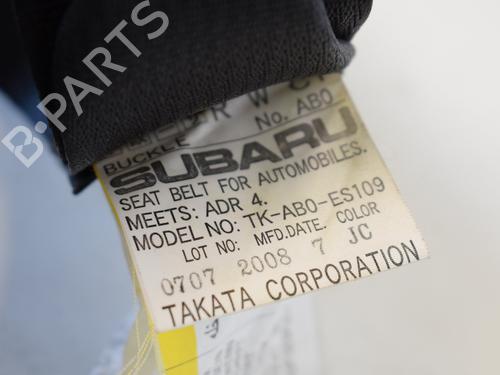 B-PARTS
R W CT
No. AB0
BUCKLE
SUBARU
SEAT BELT FOR AUTOMOBILES.
MEETS: ADR 4.
MODEL NO: TK-AB0-ES109
LOT NO: MFD.DATE. COLOR
0707 2008 7 JC
TAKATA CORPORATION